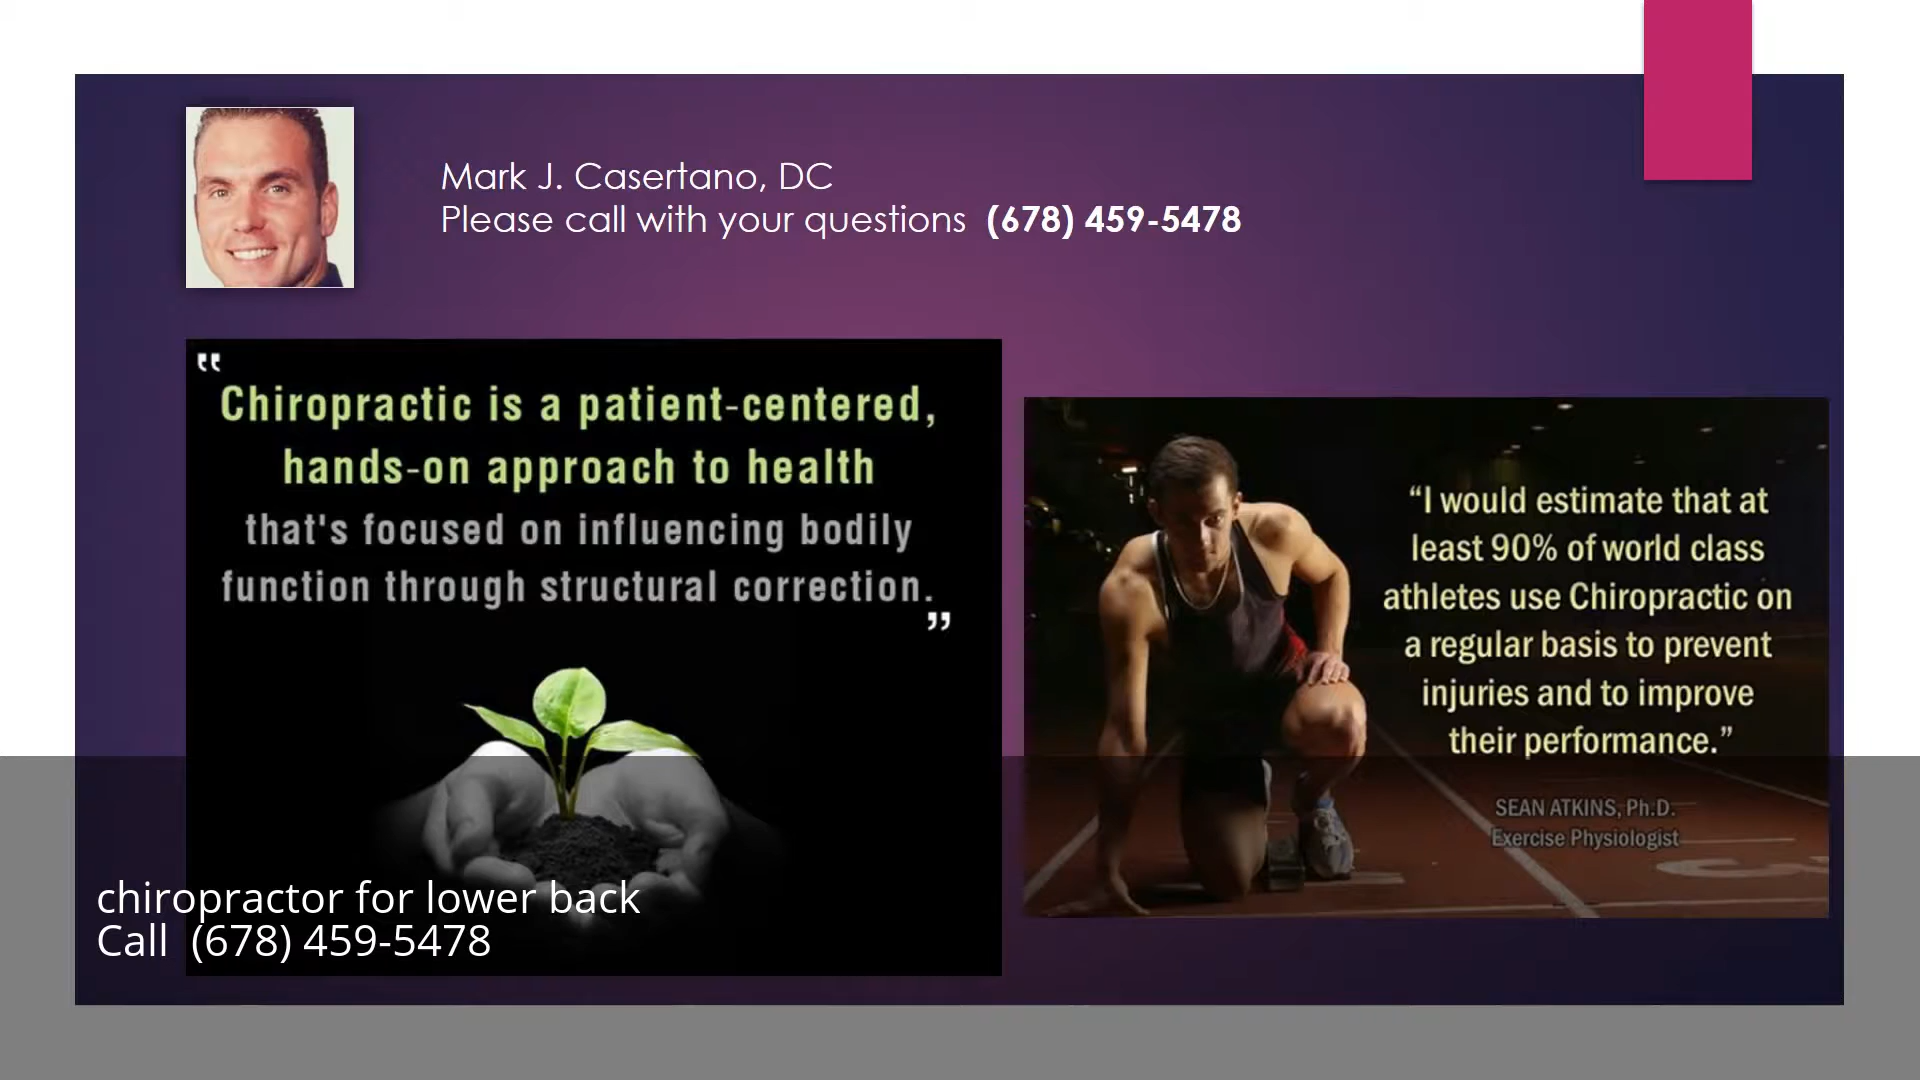 Mark J. Casertano, DC
Please call with your questions (678) 459-5478
"
Chiropractic is a patient-centered,
hands-on approach to health
that's focused on influencing bodily
function through structural correction.
"
“I would estimate that at
least 90% of world class
athletes use Chiropractic on
a regular basis to prevent
injuries and to improve
their performance.”
SEAN ATKINS, Ph.D.
Exercise Physiologist
chiropractor for lower back
Call (678) 459-5478